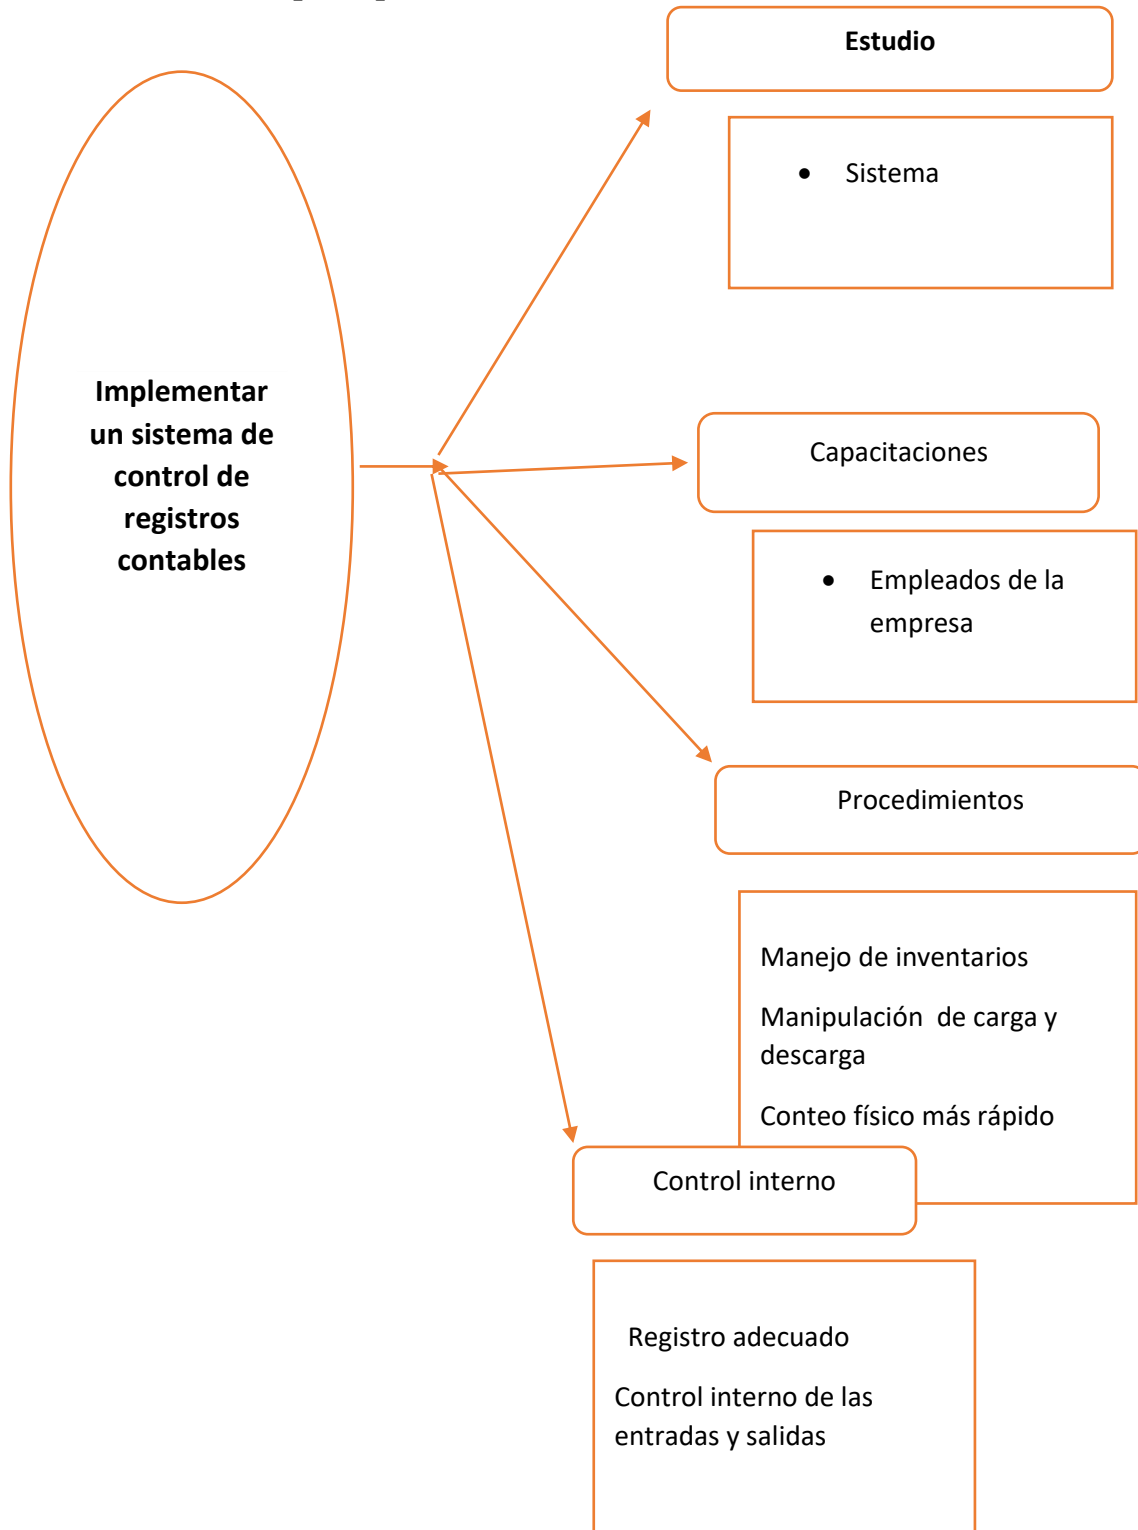 Estudio
Sistema
Implementar
un sistema de
control de
registros
contables
Capacitaciones
Empleados de la
empresa
Procedimientos
Manejo de inventarios
Manipulación  de carga y
descarga
Conteo físico más rápido
Control interno
Registro adecuado
Control interno de las
entradas y salidas